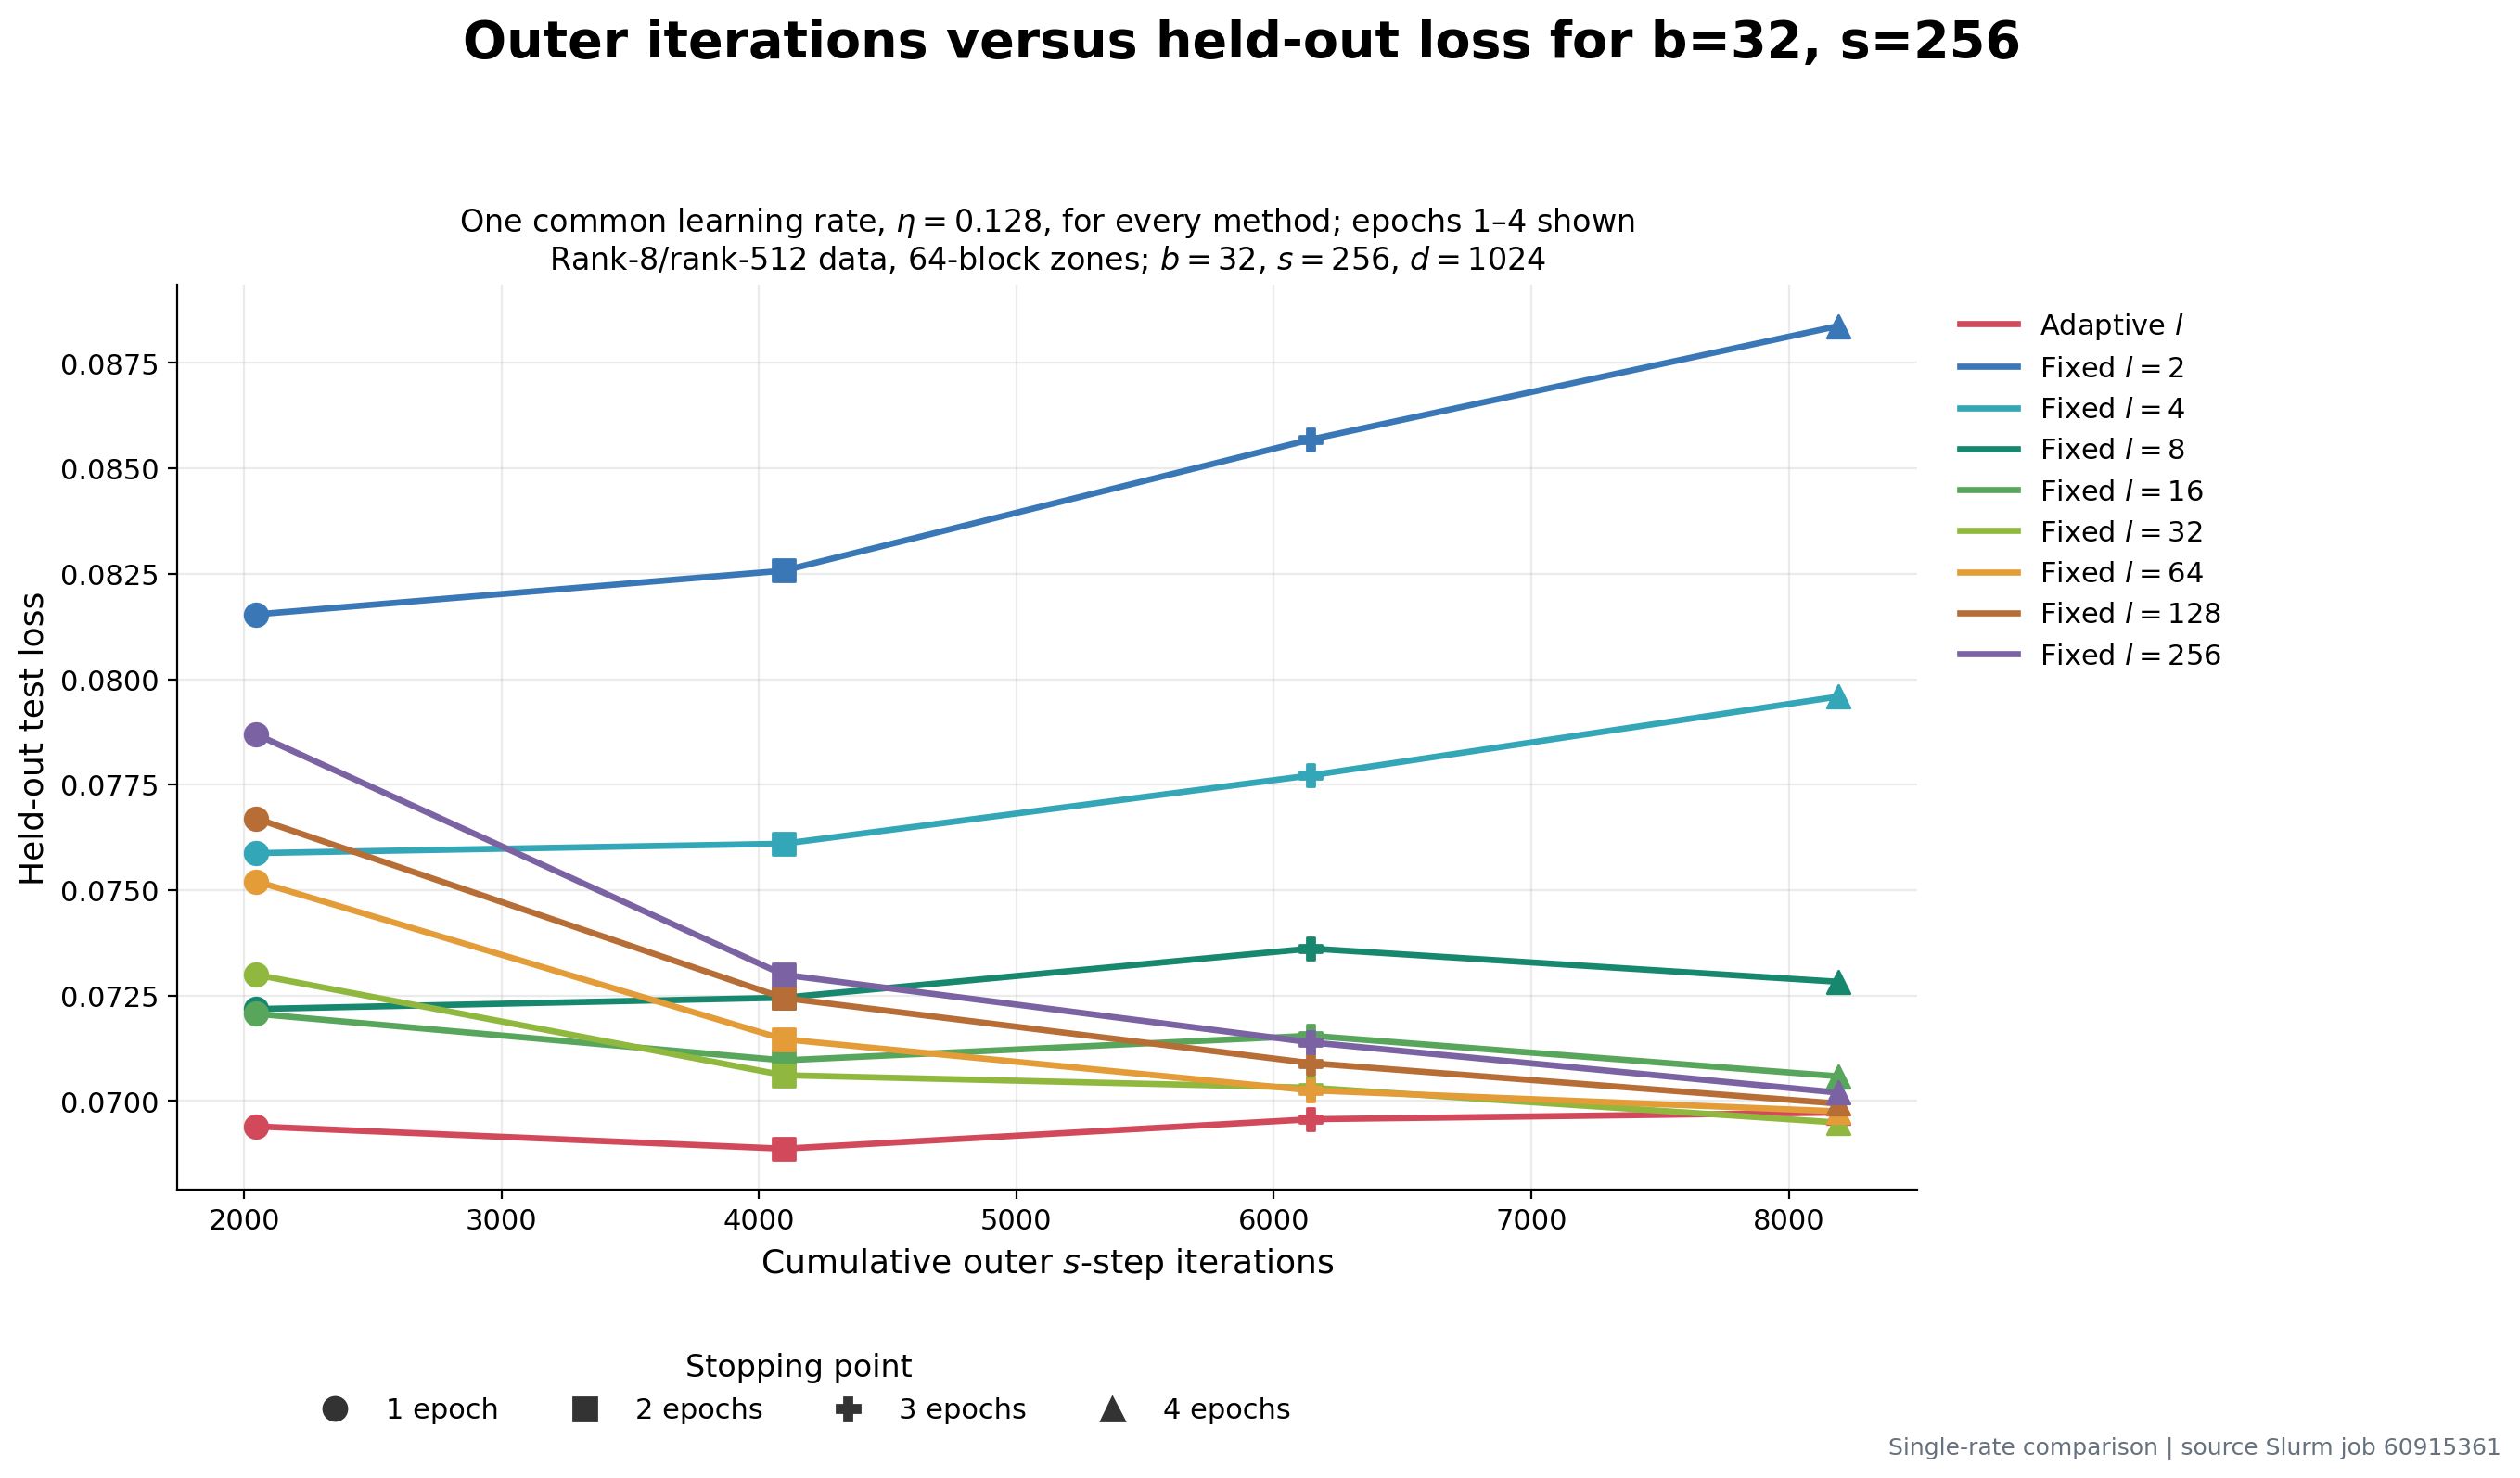 Outer iterations versus held-out loss for b=32, s=256
One common learning rate, η = 0.128, for every method; epochs 1–4 shown
Rank-8/rank-512 data, 64-block zones; b = 32, s = 256, d = 1024
Held-out test loss
0.0875
0.0850
0.0825
0.0800
0.0775
0.0750
0.0725
0.0700
2000 3000 4000 5000 6000 7000 8000
Cumulative outer s-step iterations
Adaptive l
Fixed l = 2
Fixed l = 4
Fixed l = 8
Fixed l = 16
Fixed l = 32
Fixed l = 64
Fixed l = 128
Fixed l = 256
Stopping point
1 epoch 2 epochs 3 epochs 4 epochs
Single-rate comparison | source Slurm job 60915361